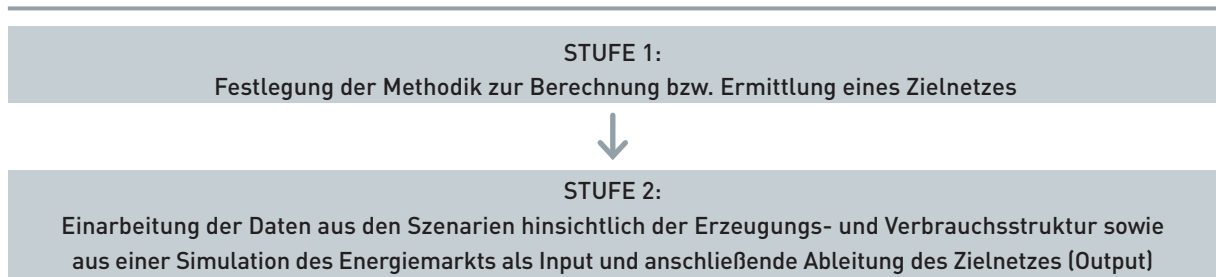 STUFE 1:
Festlegung der Methodik zur Berechnung bzw. Ermittlung eines Zielnetzes
STUFE 2:
Einarbeitung der Daten aus den Szenarien hinsichtlich der Erzeugungs- und Verbrauchsstruktur sowie
aus einer Simulation des Energiemarkts als Input und anschließende Ableitung des Zielnetzes (Output)